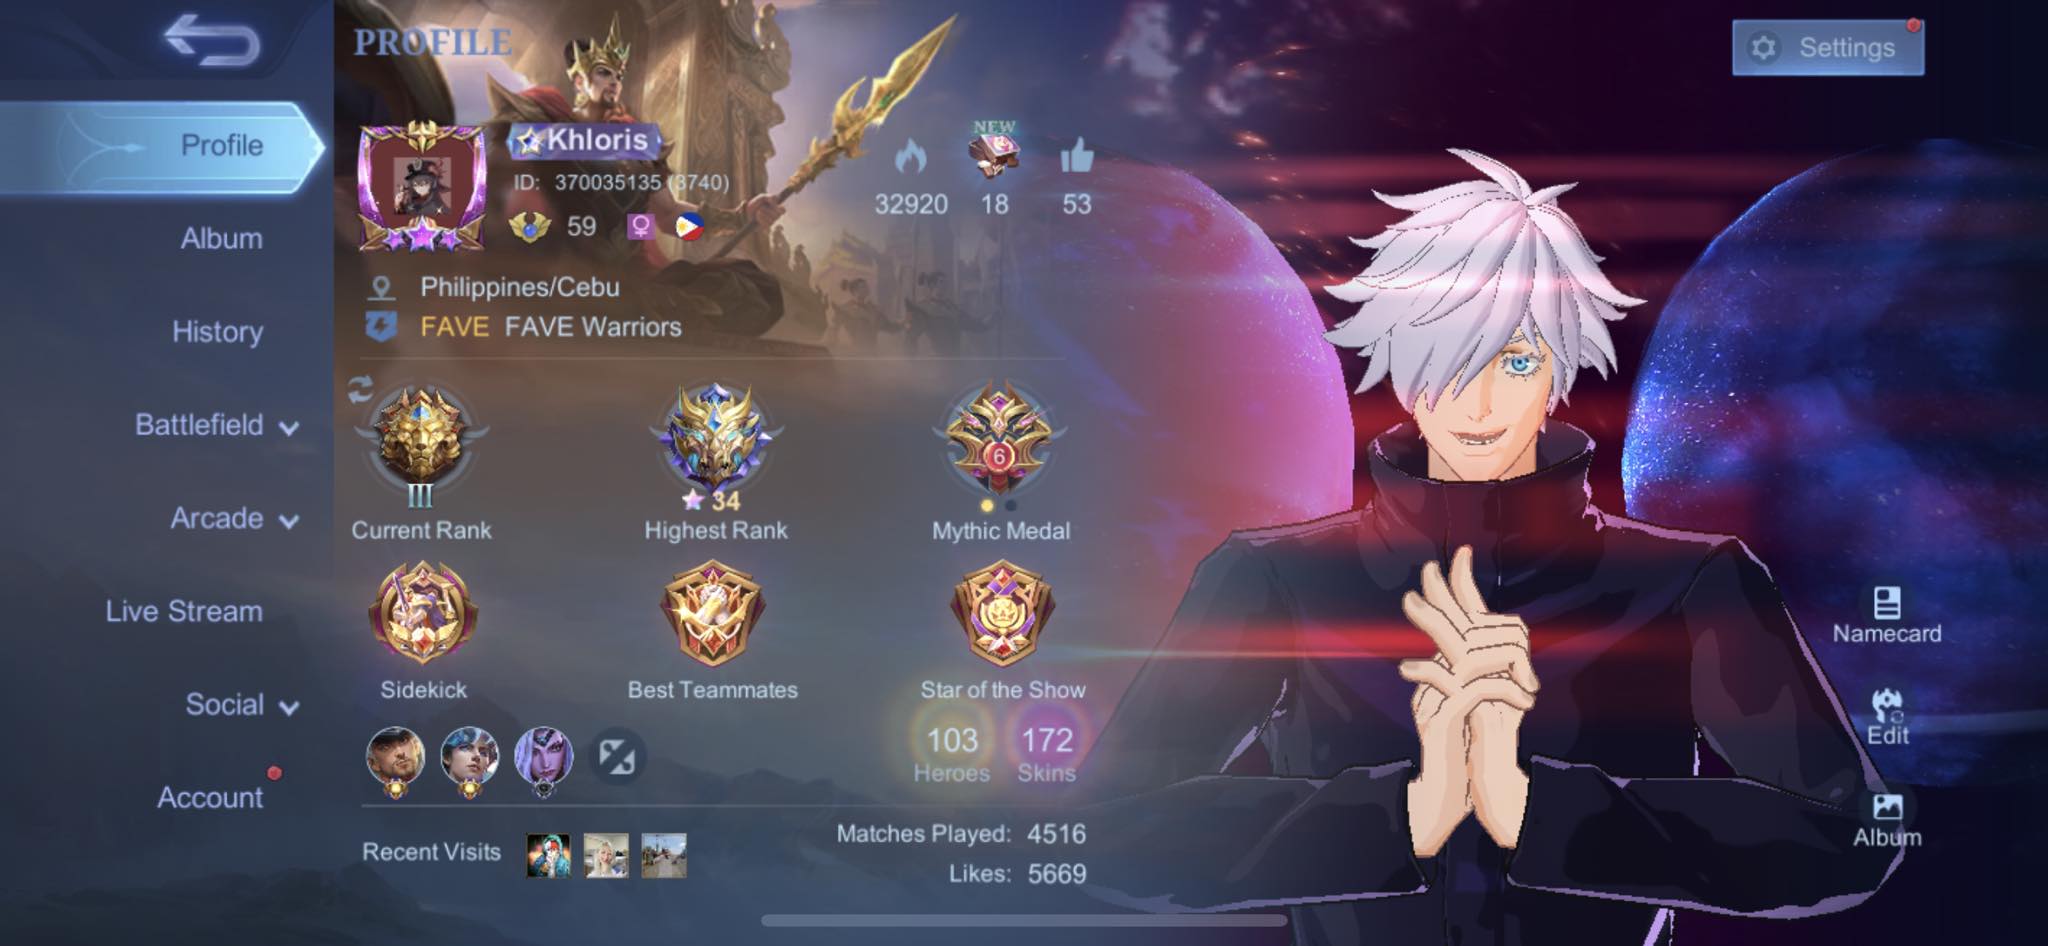 PROFILE
Settings
Profile
Album
History
Battlefield
Arcade
Live Stream
Social
Account
Khloris
ID: 370035135 (3740)
59
NEW
32920
18
53
Philippines/Cebu
FAVE FAVE Warriors
III
Current Rank
34
Highest Rank
6
Mythic Medal
Sidekick
Best Teammates
Star of the Show
103
Heroes
172
Skins
Recent Visits
Matches Played: 4516
Likes: 5669
Namecard
Edit
Album